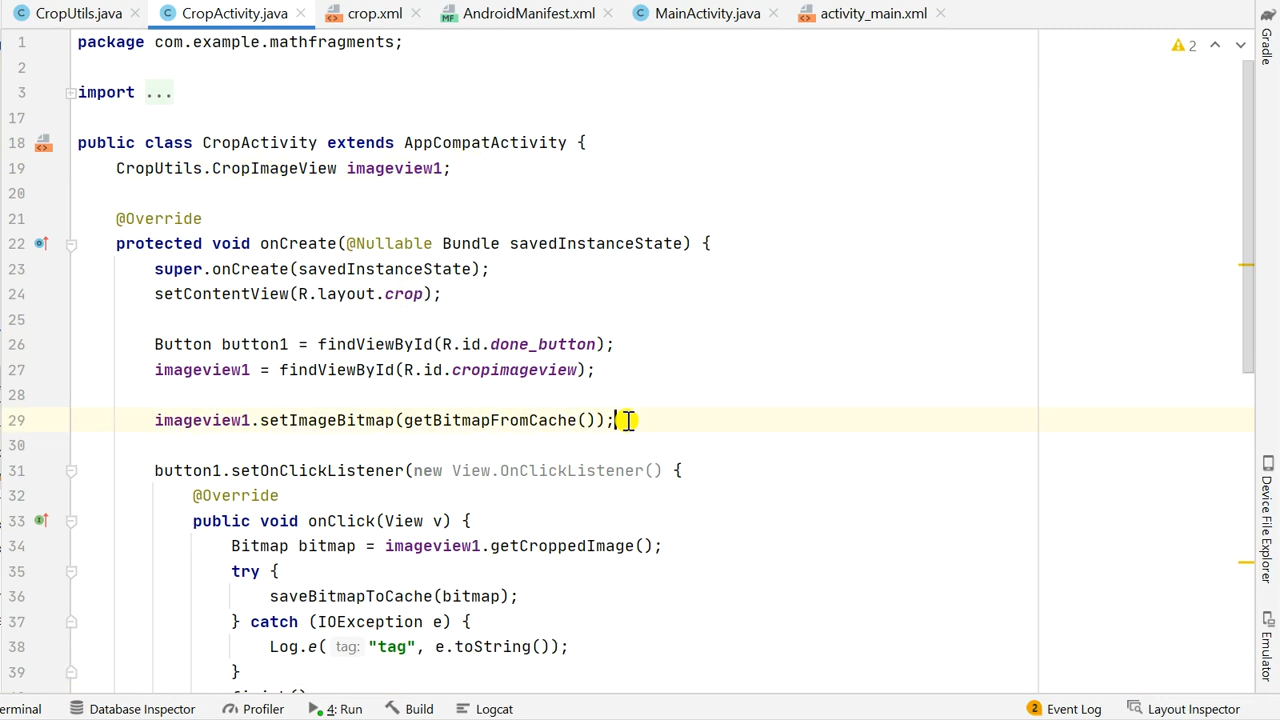 CropUtils.java CropActivity.java crop.xml AndroidManifest.xml MainActivity.java activity_main.xml
1 package com.example.mathfragments;
2
3 import ...
17
18 public class CropActivity extends AppCompatActivity {
19 CropUtils.CropImageView imageview1;
20
21 @Override
22 protected void onCreate(@Nullable Bundle savedInstanceState) {
23 super.onCreate(savedInstanceState);
24 setContentView(R.layout.crop);
25
26 Button button1 = findViewById(R.id.done_button);
27 imageview1 = findViewById(R.id.cropimageview);
28
29 imageview1.setImageBitmap(getBitmapFromCache());
30
31 button1.setOnClickListener(new View.OnClickListener() {
32 @Override
33 public void onClick(View v) {
34 Bitmap bitmap = imageview1.getCroppedImage();
35 try {
36 saveBitmapToCache(bitmap);
37 } catch (IOException e) {
38 Log.e( tag: "tag", e.toString());
39 }
2
Gradle
Device File Explorer
Emulator
erminal Database Inspector Profiler 4: Run Build Logcat 2 Event Log Layout Inspector